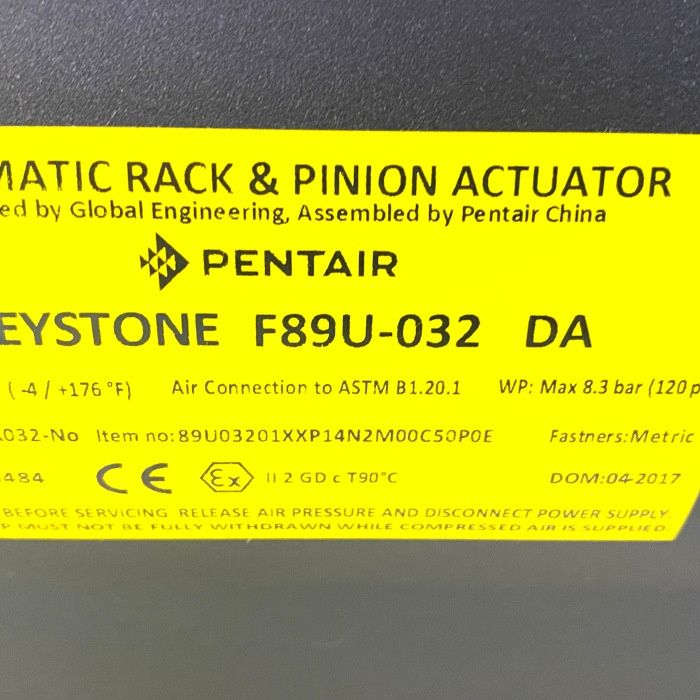 MATIC RACK & PINION ACTUATOR
ed by Global Engineering, Assembled by Pentair China
PENTAIR
EYSTONE F89U-032 DA
( -4 / +176 °F) Air Connection to ASTM B1.20.1 WP: Max 8.3 bar (120 p
032-No Item no:89U03201XXP14N2M00C50P0E Fastners:Metric
484 CE Ex II 2 GD c T90°C DOM:04-2017
BEFORE SERVICING RELEASE AIR PRESSURE AND DISCONNECT POWER SUPPLY.
P MUST NOT BE FULLY WITHDRAWN WHILE COMPRESSED AIR IS SUPPLIED.